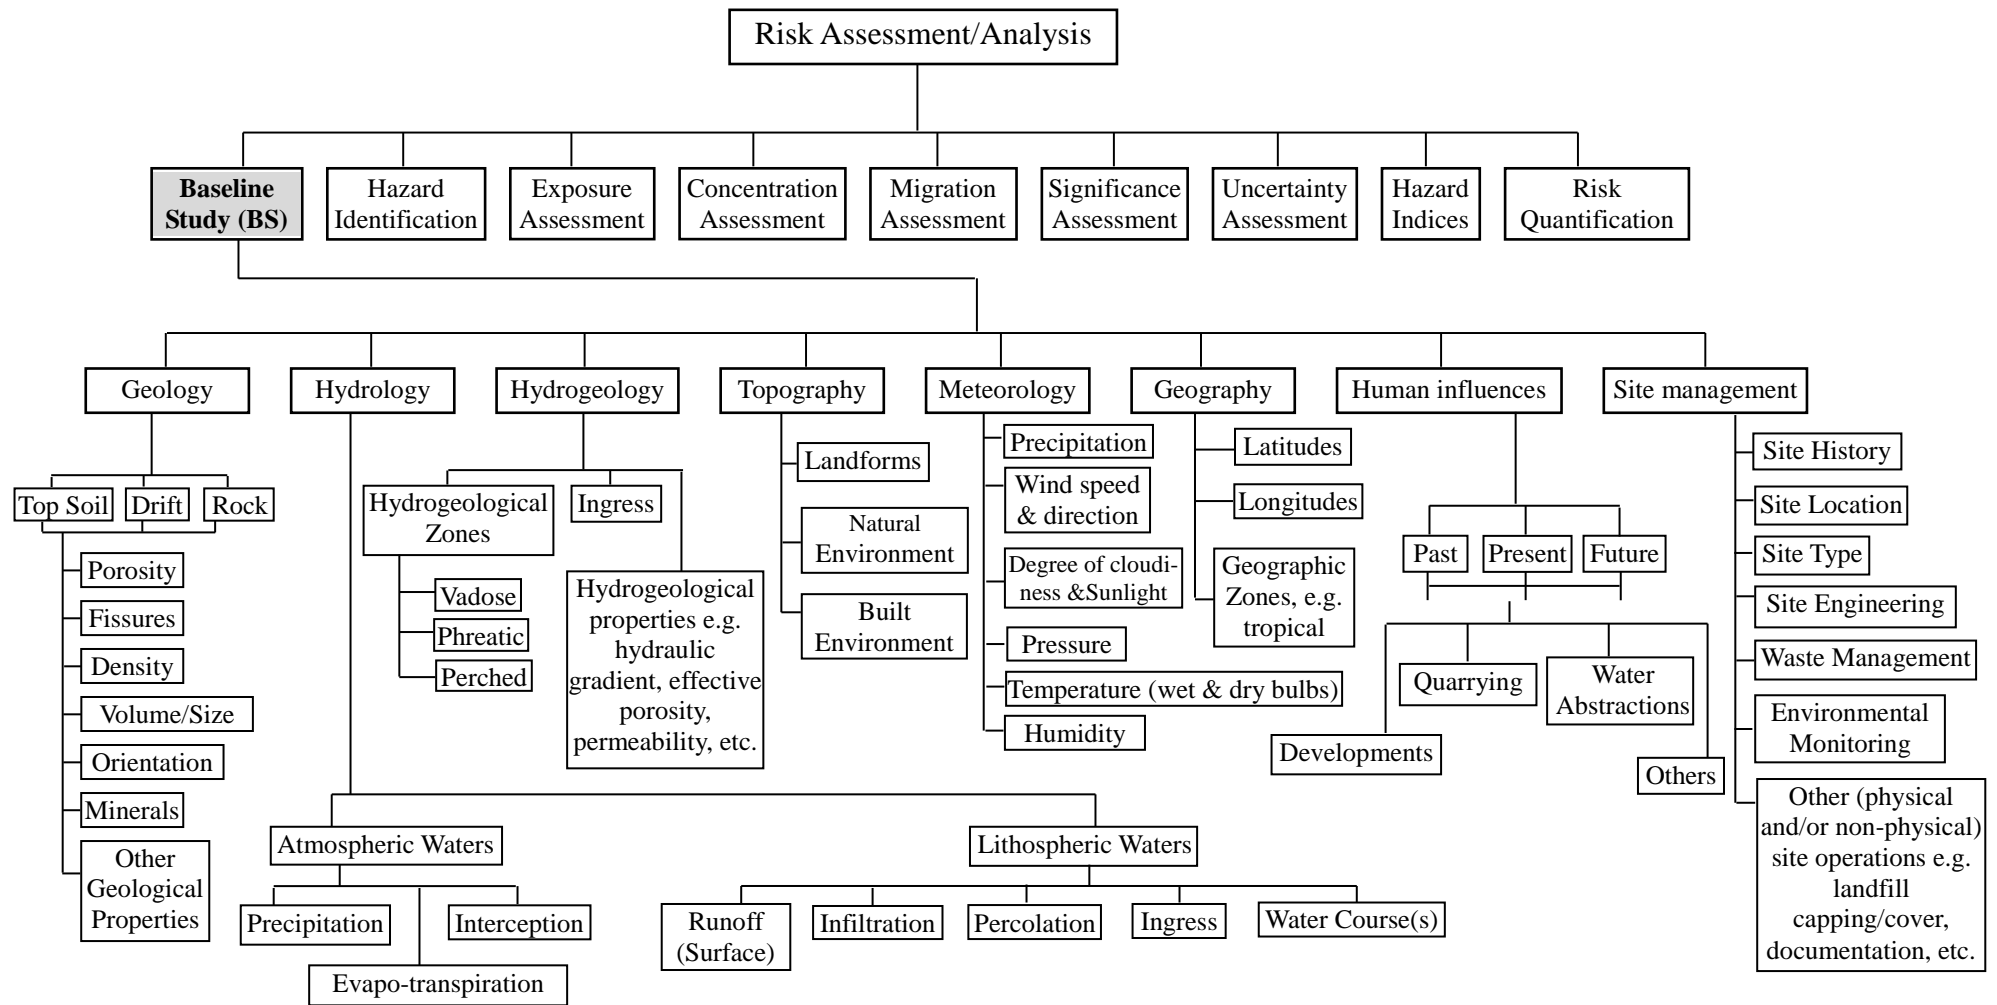 Risk Assessment/Analysis
Baseline
Study (BS)
Hazard
Identification
Exposure
Assessment
Concentration
Assessment
Migration
Assessment
Significance
Assessment
Uncertainty
Assessment
Hazard
Indices
Risk
Quantification
Geology
Hydrology
Hydrogeology
Topography
Meteorology
Geography
Human influences
Site management
Top Soil
Drift
Rock
Porosity
Fissures
Density
Volume/Size
Orientation
Minerals
Other
Geological
Properties
Atmospheric Waters
Precipitation
Interception
Evapo-transpiration
Lithospheric Waters
Runoff
(Surface)
Infiltration
Percolation
Ingress
Water Course(s)
Hydrogeological
Zones
Vadose
Phreatic
Perched
Ingress
Hydrogeological
properties e.g.
hydraulic
gradient, effective
porosity,
permeability, etc.
Landforms
Natural
Environment
Built
Environment
Precipitation
Wind speed
& direction
Degree of cloudi-
ness &Sunlight
Pressure
Temperature (wet & dry bulbs)
Humidity
Latitudes
Longitudes
Geographic
Zones, e.g.
tropical
Past
Present
Future
Developments
Quarrying
Water
Abstractions
Others
Site History
Site Location
Site Type
Site Engineering
Waste Management
Environmental
Monitoring
Other (physical
and/or non-physical)
site operations e.g.
landfill
capping/cover,
documentation, etc.